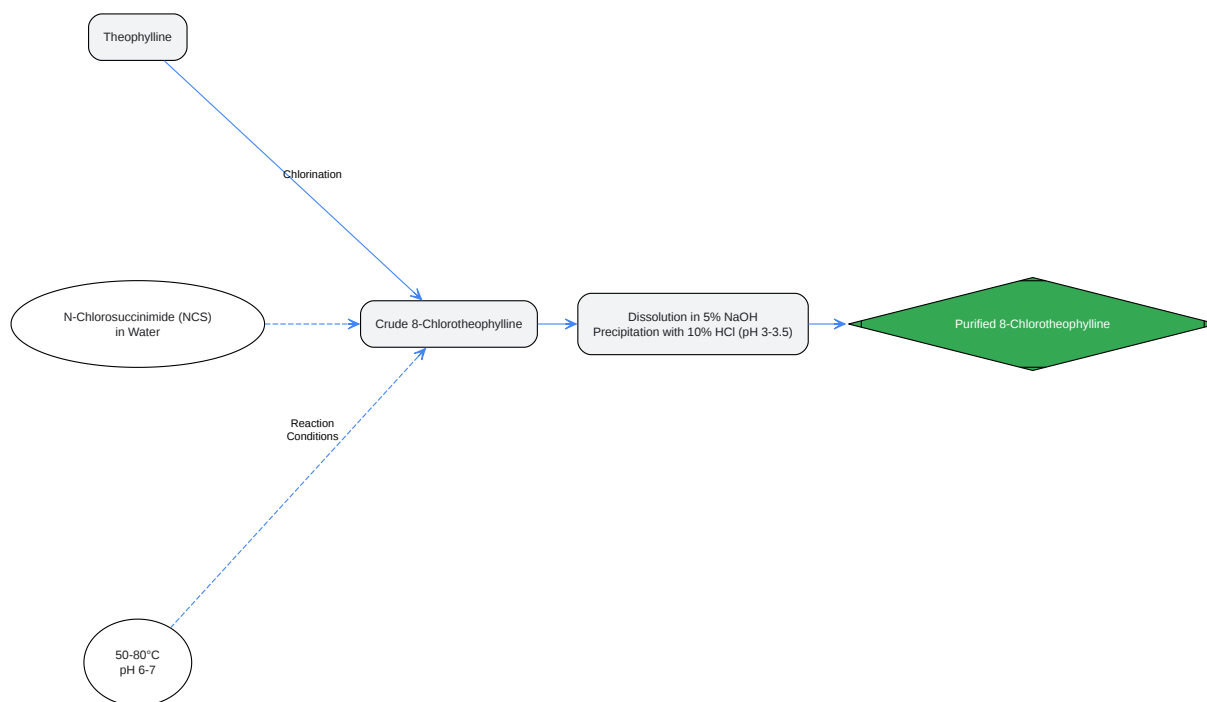 Theophylline
Chlorination
N-Chlorosuccinimide (NCS)
in Water
Crude 8-Chlorotheophylline
Dissolution in 5% NaOH
Precipitation with 10% HCl (pH 3-3.5)
Purified 8-Chlorotheophylline
Reaction
Conditions
50-80°C
pH 6-7